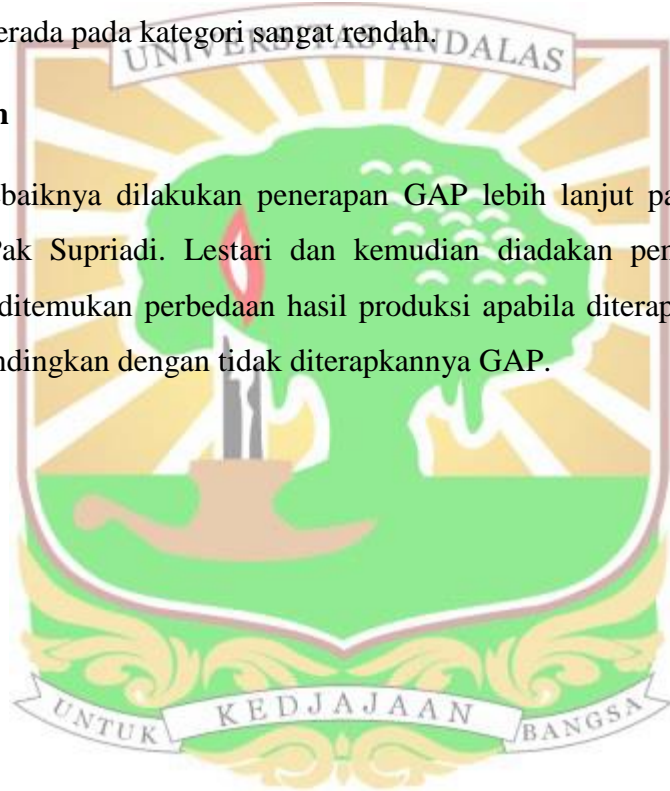 erada pada kategori sangat rendah.
UNIVERSITAS ANDALAS
n
ebaiknya dilakukan penerapan GAP lebih lanjut pa
Pak Supriadi. Lestari dan kemudian diadakan pen
ditemukan perbedaan hasil produksi apabila diterap
ndingkan dengan tidak diterapkannya GAP.
UNTUK KEDJAJAAN BANGSA